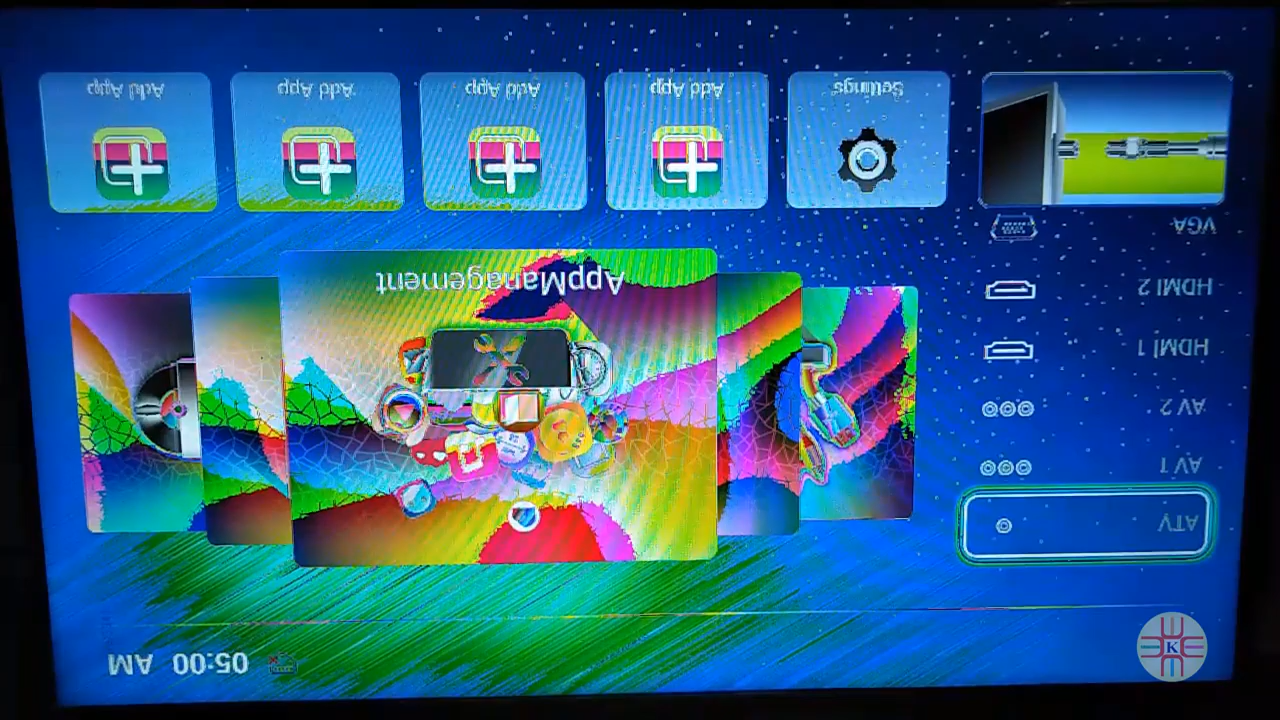 05:00 AM
ATV
AV 1
AV 2
HDMI 1
HDMI 2
VGA
AppManagement
Settings
Add App
Add App
Add App
Add App
K